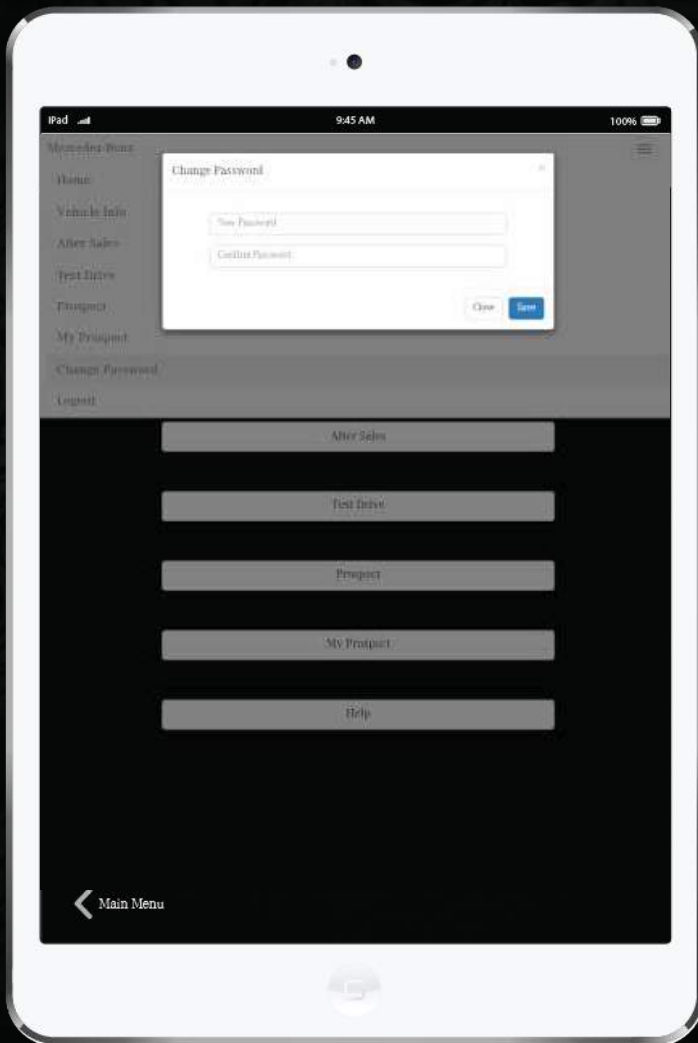 iPad
9:45 AM
100%
Mercedes-Benz
Home
Vehicle Info
After Sales
Test Drive
Prospect
My Prospect
Change Password
Logout
Change Password
×
New Password
Confirm Password
Close
Save
After Sales
Test Drive
Prospect
My Prospect
Help
Main Menu